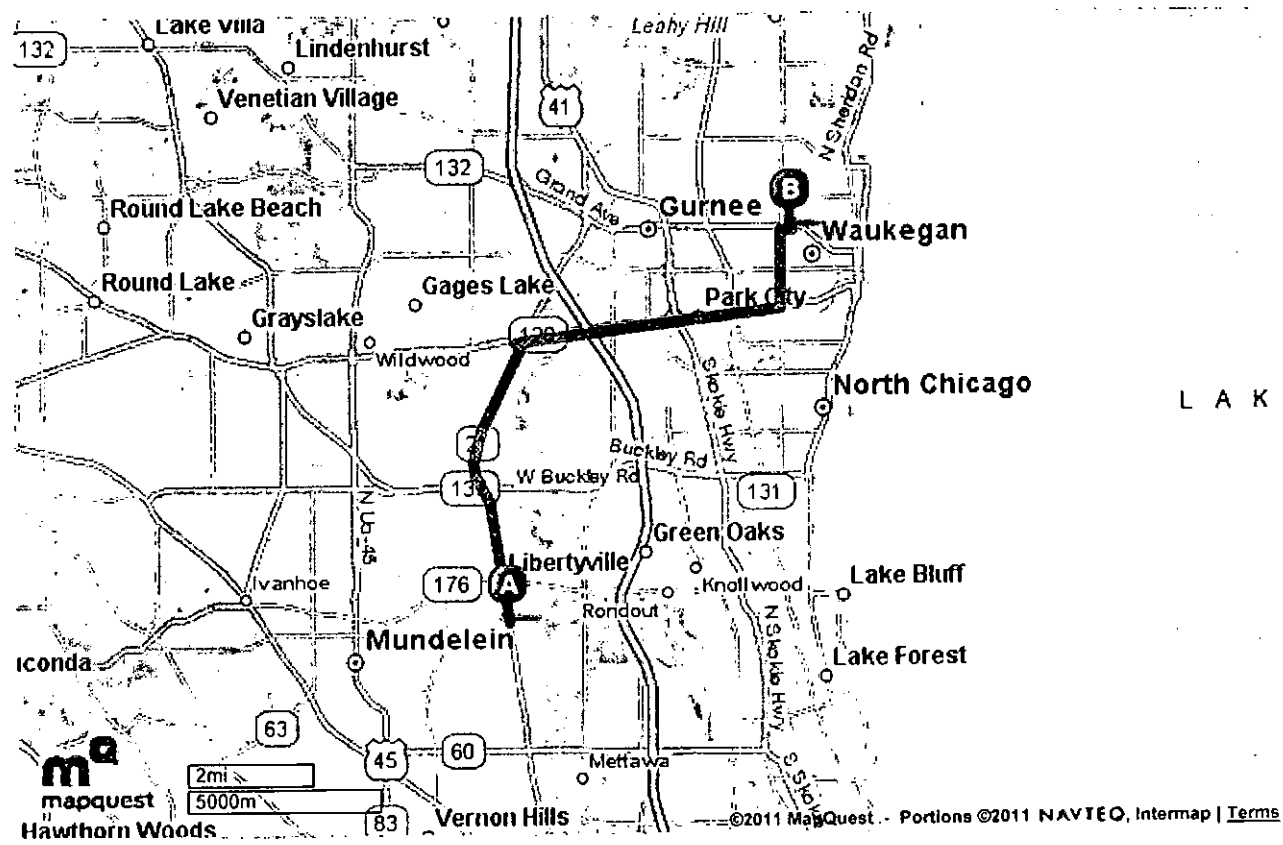 Lake Villa
Leahy Hill
132
Lindenhurst
N Sheridan Rd
Venetian Village
41
132
B
Grand Ave
Gurnee
Round Lake Beach
Waukegan
Round Lake
Gages Lake
Park City
Grayslake
120
Wildwood
North Chicago
L A K
Skokie Hwy
Buckley Rd
W Buckley Rd
131
N US-45
Green Oaks
Libertyville
176
A
Knollwood
Lake Bluff
Ivanhoe
Rondout
N Skokie Hwy
Mundelein
Lake Forest
iconda
63
45
60
Mettawa
mq
mapquest
2mi
5000m
Hawthorn Woods
83
Vernon Hills
©2011 MapQuest - Portions ©2011 NAVTEQ, Intermap | Terms